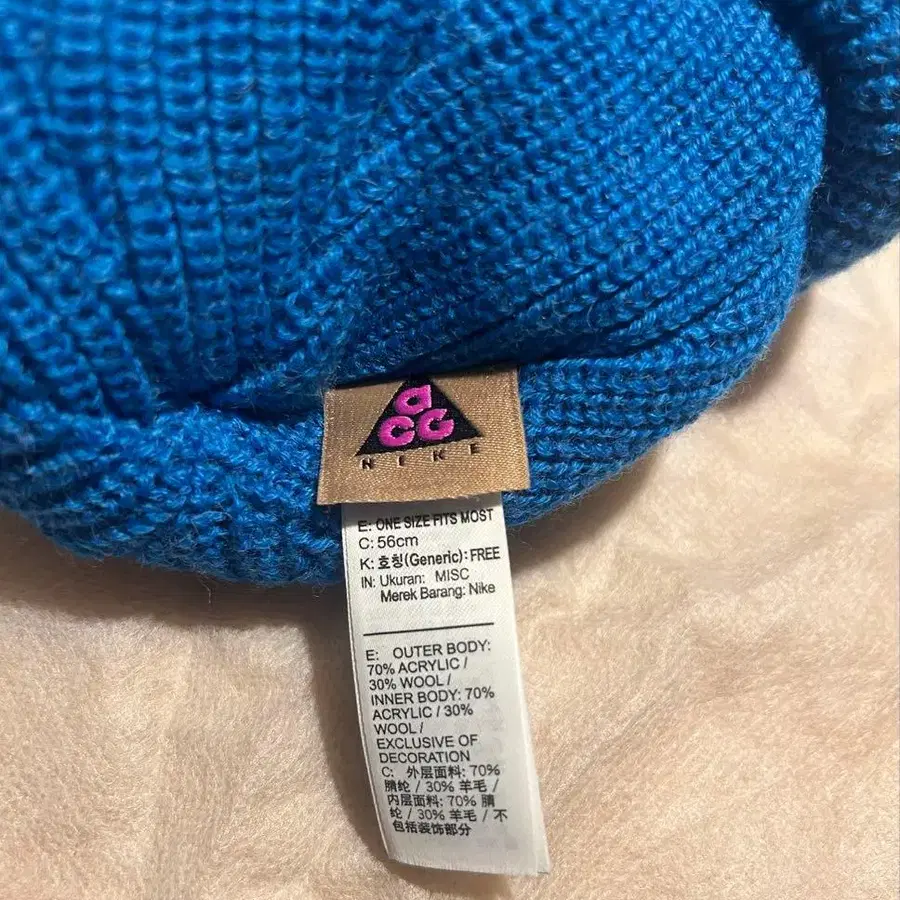 a
CG
NIKE
E: ONE SIZE FITS MOST
C: 56cm
K: 호칭(Generic): FREE
IN: Ukuran: MISC
Merek Barang: Nike
E: OUTER BODY:
70% ACRYLIC /
30% WOOL /
INNER BODY: 70%
ACRYLIC / 30%
WOOL /
EXCLUSIVE OF
DECORATION
C: 外层面料: 70%
腈纶 / 30% 羊毛 /
内层面料: 70% 腈
纶 / 30% 羊毛 / 不
包括装饰部分